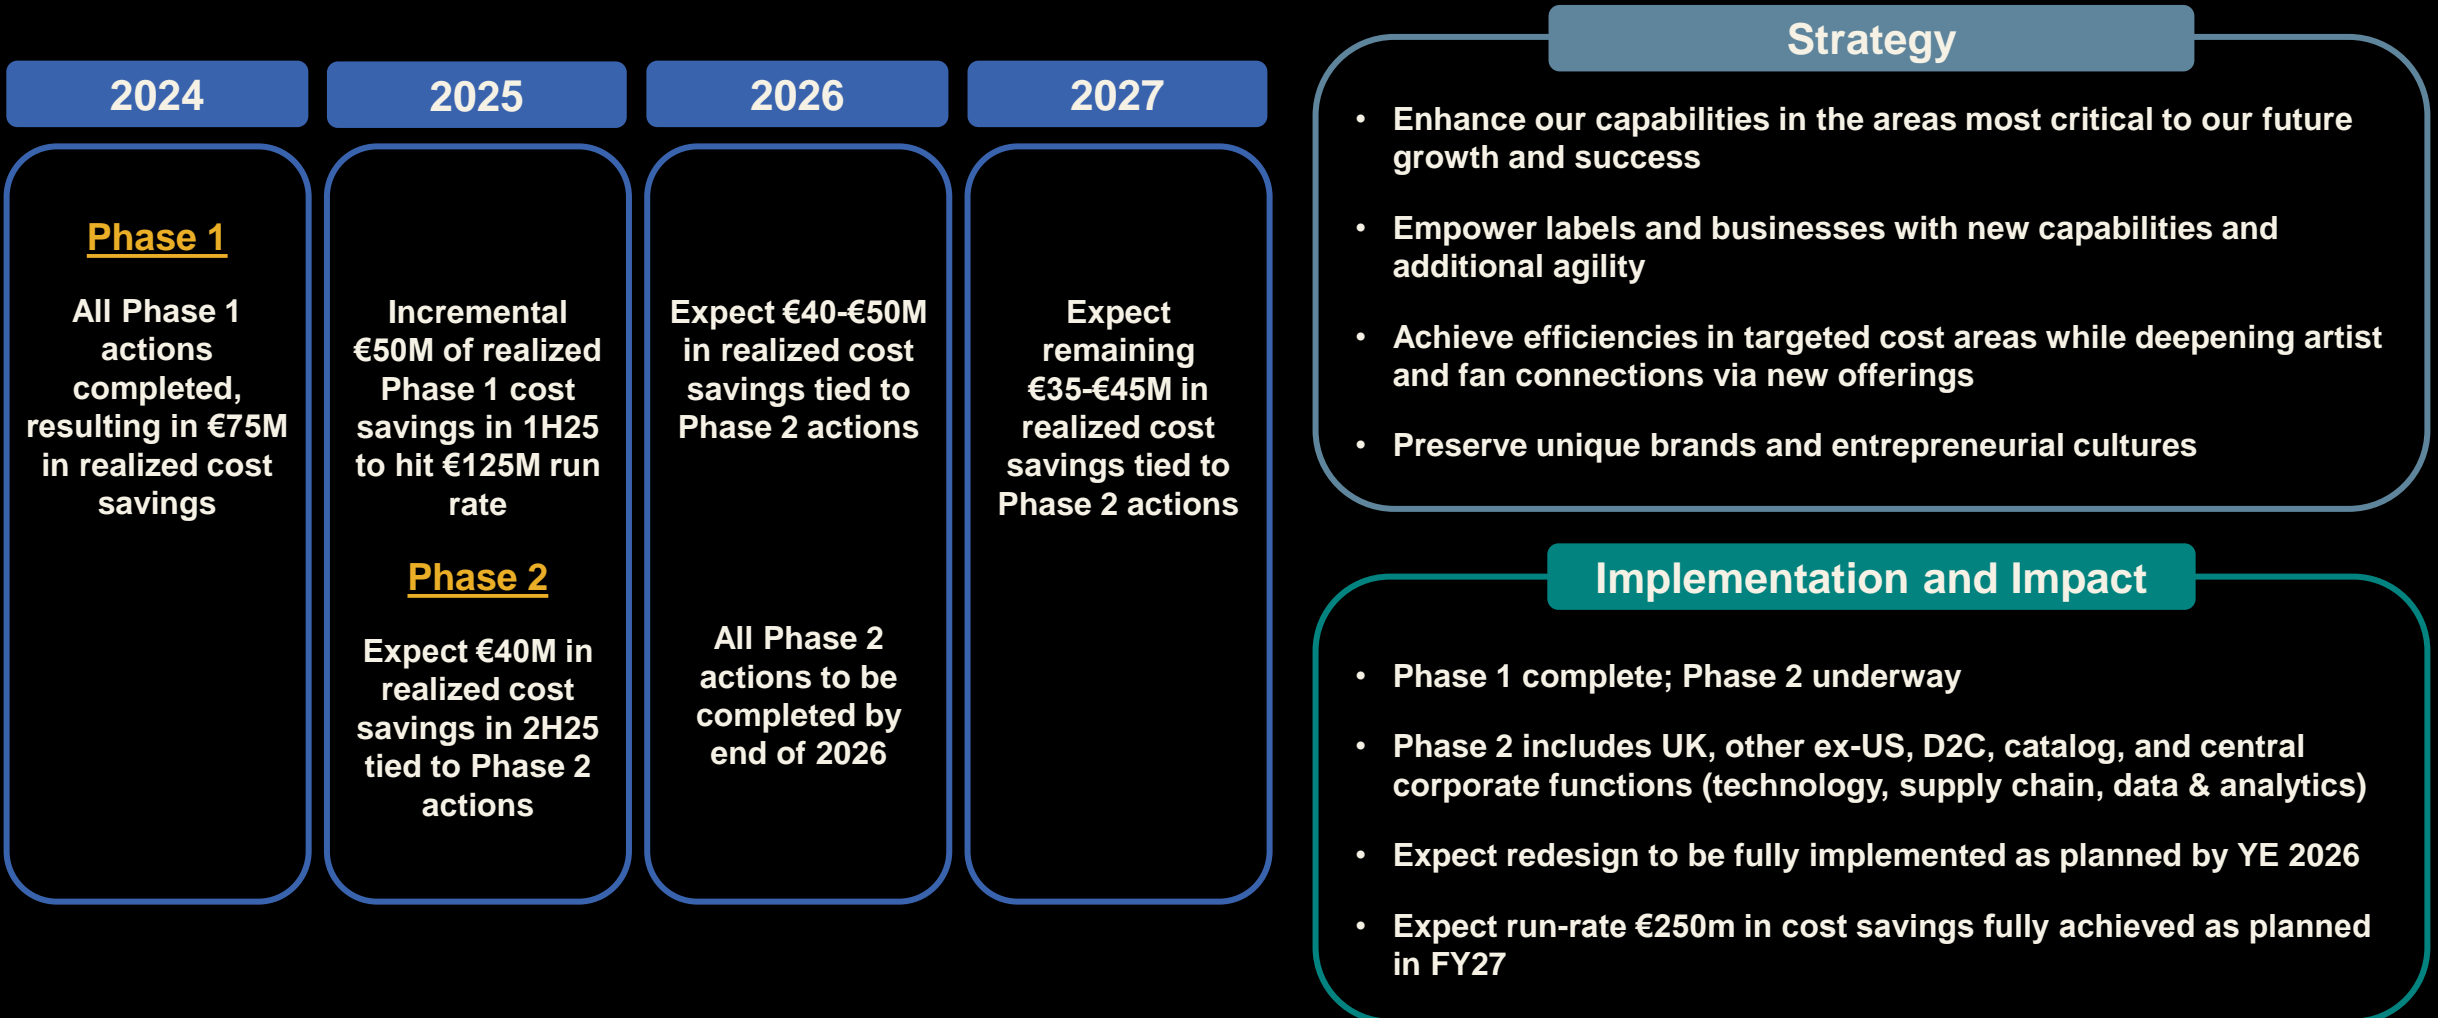 2024
Phase 1
All Phase 1
actions
completed,
resulting in €75M
in realized cost
savings
2025
Incremental
€50M of realized
Phase 1 cost
savings in 1H25
to hit €125M run
rate
Phase 2
Expect €40M in
realized cost
savings in 2H25
tied to Phase 2
actions
2026
Expect €40-€50M
in realized cost
savings tied to
Phase 2 actions
All Phase 2
actions to be
completed by
end of 2026
2027
Expect
remaining
€35-€45M in
realized cost
savings tied to
Phase 2 actions
Strategy
• Enhance our capabilities in the areas most critical to our future
growth and success
• Empower labels and businesses with new capabilities and
additional agility
• Achieve efficiencies in targeted cost areas while deepening artist
and fan connections via new offerings
• Preserve unique brands and entrepreneurial cultures
Implementation and Impact
• Phase 1 complete; Phase 2 underway
• Phase 2 includes UK, other ex-US, D2C, catalog, and central
corporate functions (technology, supply chain, data & analytics)
• Expect redesign to be fully implemented as planned by YE 2026
• Expect run-rate €250m in cost savings fully achieved as planned
in FY27